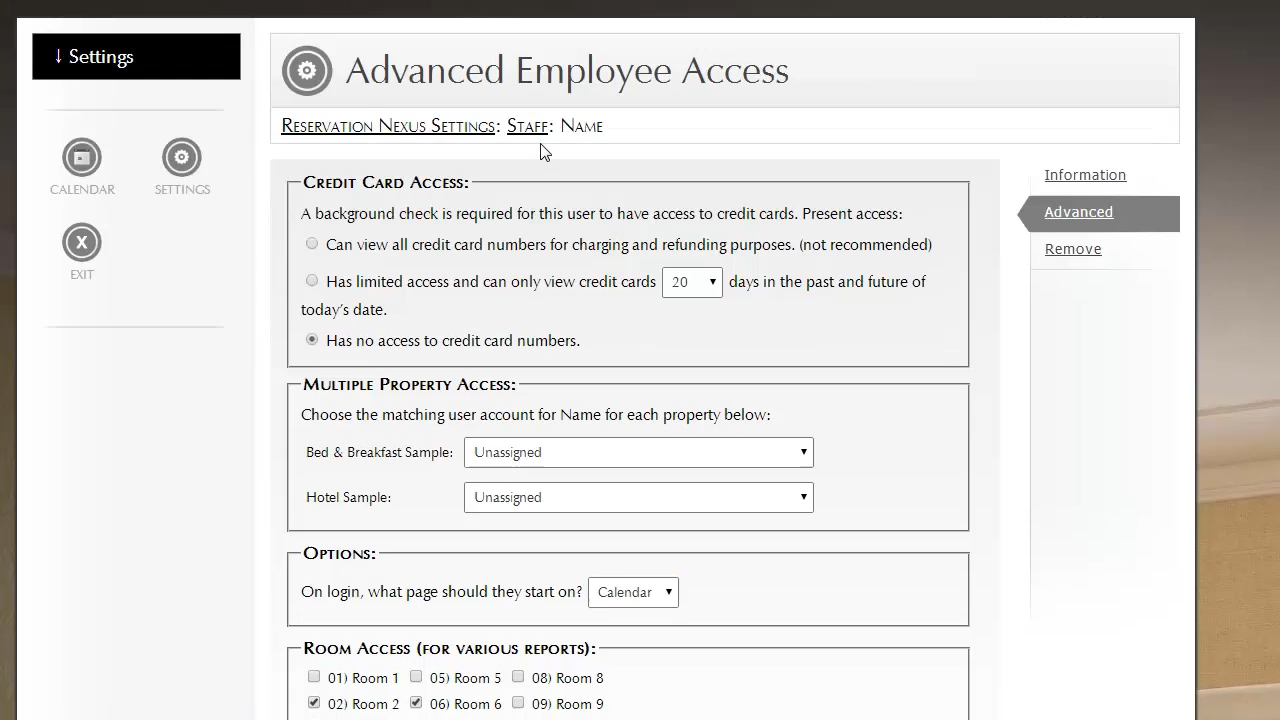 ↓ Settings
CALENDAR
SETTINGS
X
EXIT
Advanced Employee Access
Reservation Nexus Settings: Staff: Name
Information
Advanced
Remove
Credit Card Access:
A background check is required for this user to have access to credit cards. Present access:
Can view all credit card numbers for charging and refunding purposes. (not recommended)
Has limited access and can only view credit cards 20 days in the past and future of
today's date.
Has no access to credit card numbers.
Multiple Property Access:
Choose the matching user account for Name for each property below:
Bed & Breakfast Sample: Unassigned
Hotel Sample: Unassigned
Options:
On login, what page should they start on? Calendar
Room Access (for various reports):
01) Room 1 05) Room 5 08) Room 8
02) Room 2 06) Room 6 09) Room 9